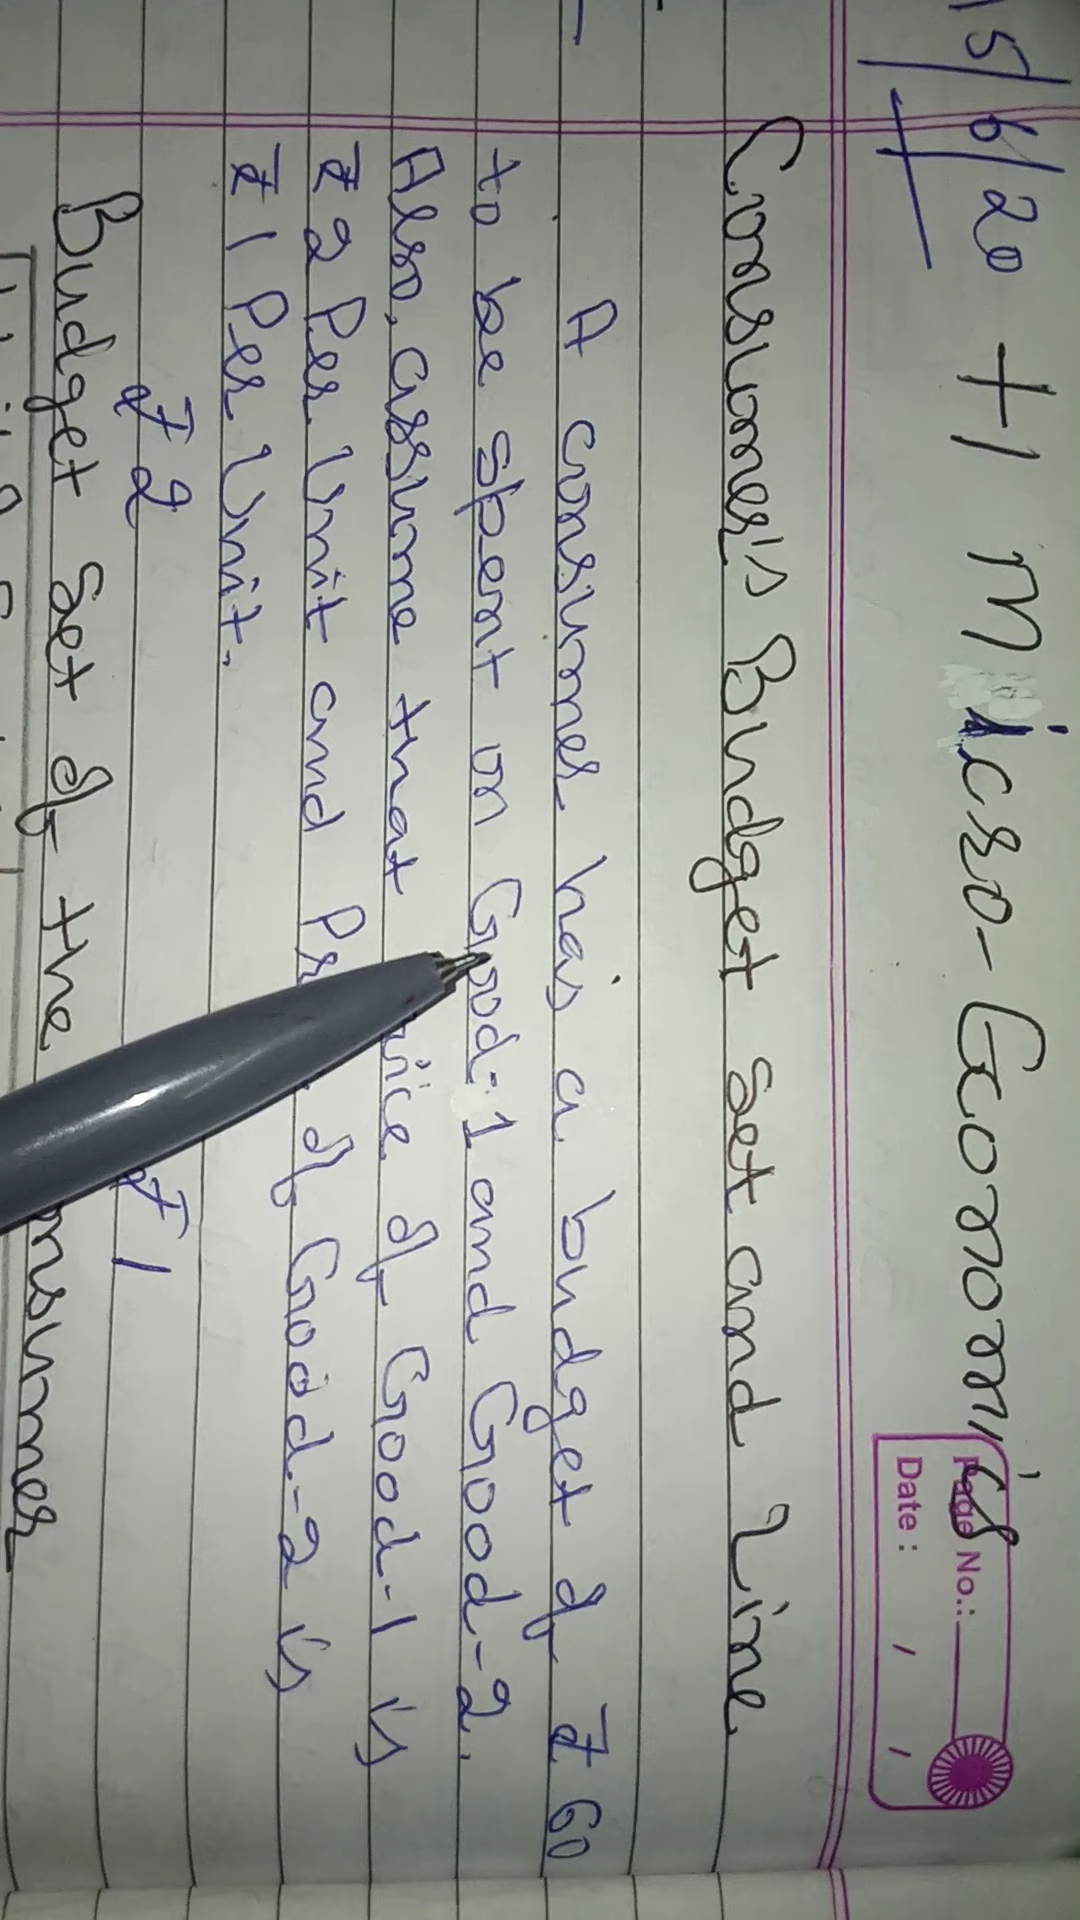 15/6/20 +1 Micro-Economics
Page No.:
Date : / /
Consumer's Budget Set and Line
A consumer has a budget of ₹ 60
to be spent on Good-1 and Good-2.
Also, assume that Price of Good-1 is
₹ 2 Per Unit and Pr of Good-2 is
₹ 1 Per Unit.
₹ 2 ₹ 1
Budget Set of the Consumer